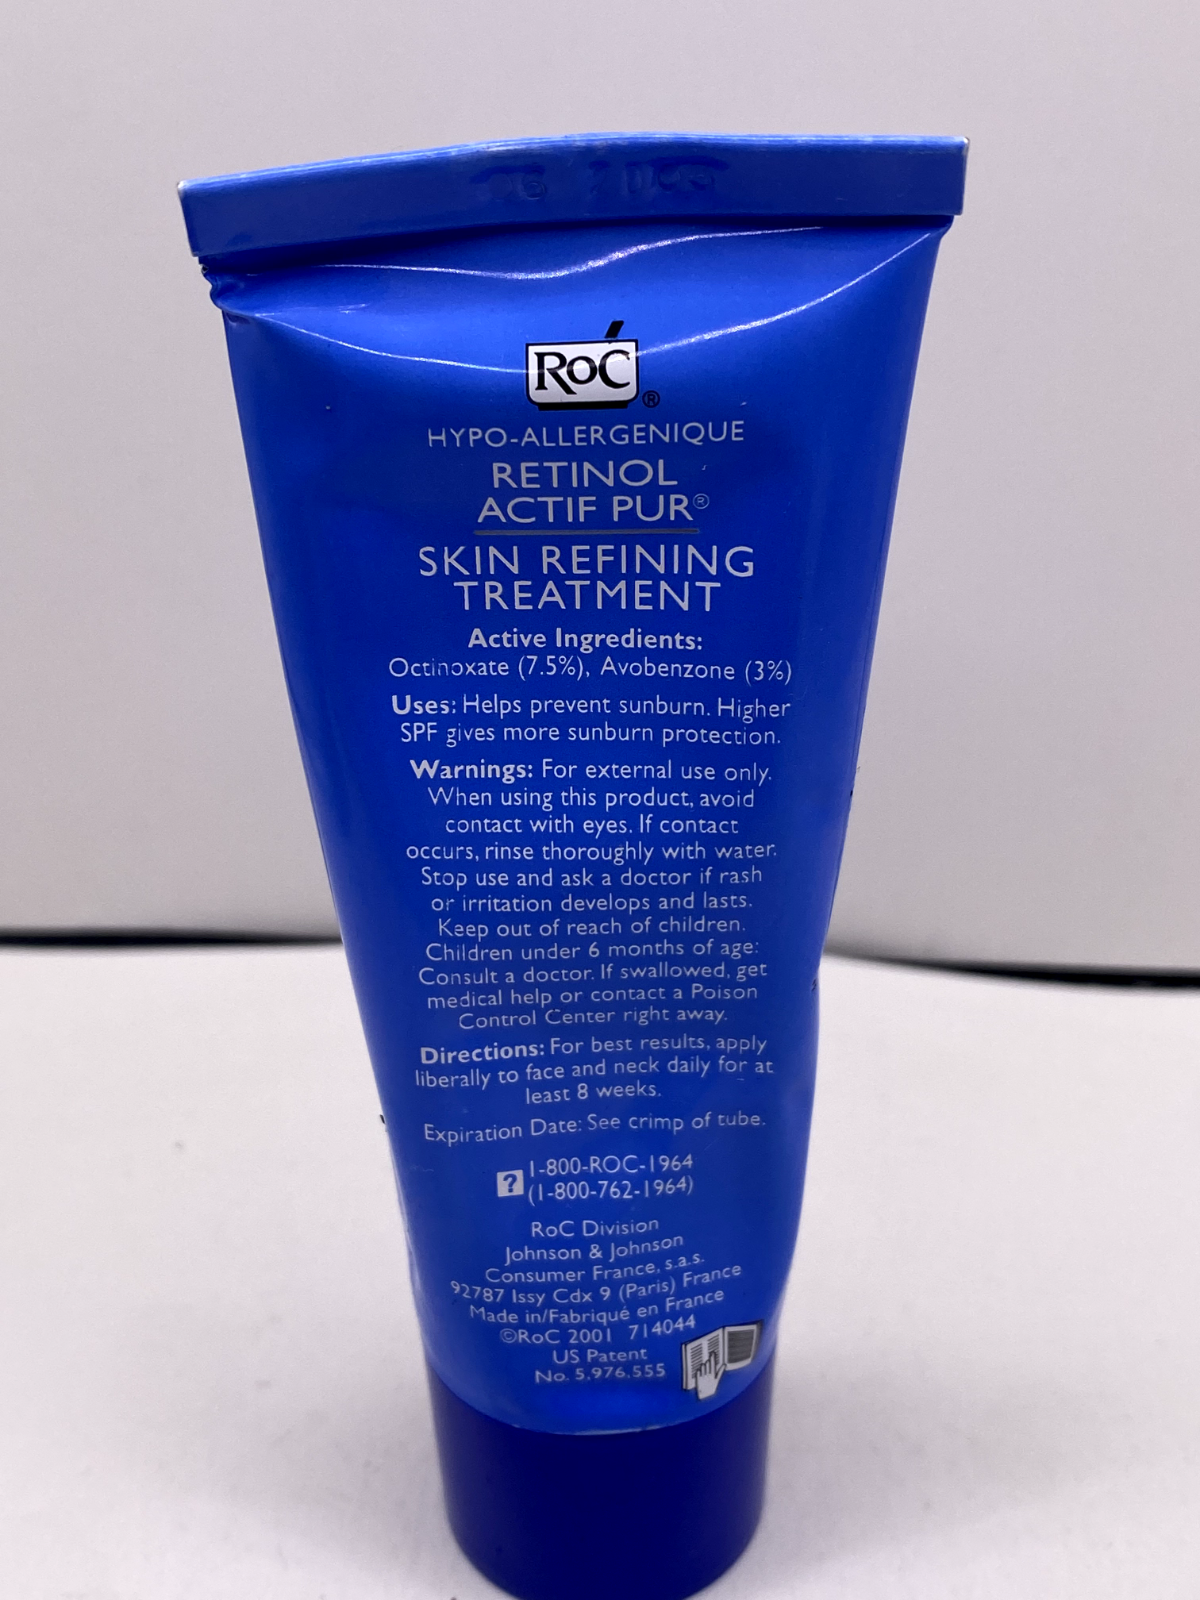 RoC®
HYPO-ALLERGENIQUE
RETINOL
ACTIF PUR®
SKIN REFINING
TREATMENT
Active Ingredients:
Octinoxate (7.5%), Avobenzone (3%)
Uses: Helps prevent sunburn. Higher
SPF gives more sunburn protection.
Warnings: For external use only.
When using this product, avoid
contact with eyes. If contact
occurs, rinse thoroughly with water.
Stop use and ask a doctor if rash
or irritation develops and lasts.
Keep out of reach of children.
Children under 6 months of age:
Consult a doctor. If swallowed, get
medical help or contact a Poison
Control Center right away.
Directions: For best results, apply
liberally to face and neck daily for at
least 8 weeks.
Expiration Date: See crimp of tube.
? 1-800-ROC-1964
(1-800-762-1964)
RoC Division
Johnson & Johnson
Consumer France, s.a.s.
92787 Issy Cdx 9 (Paris) France
Made in/Fabriqué en France
©RoC 2001 714044
US Patent
No. 5,976,555